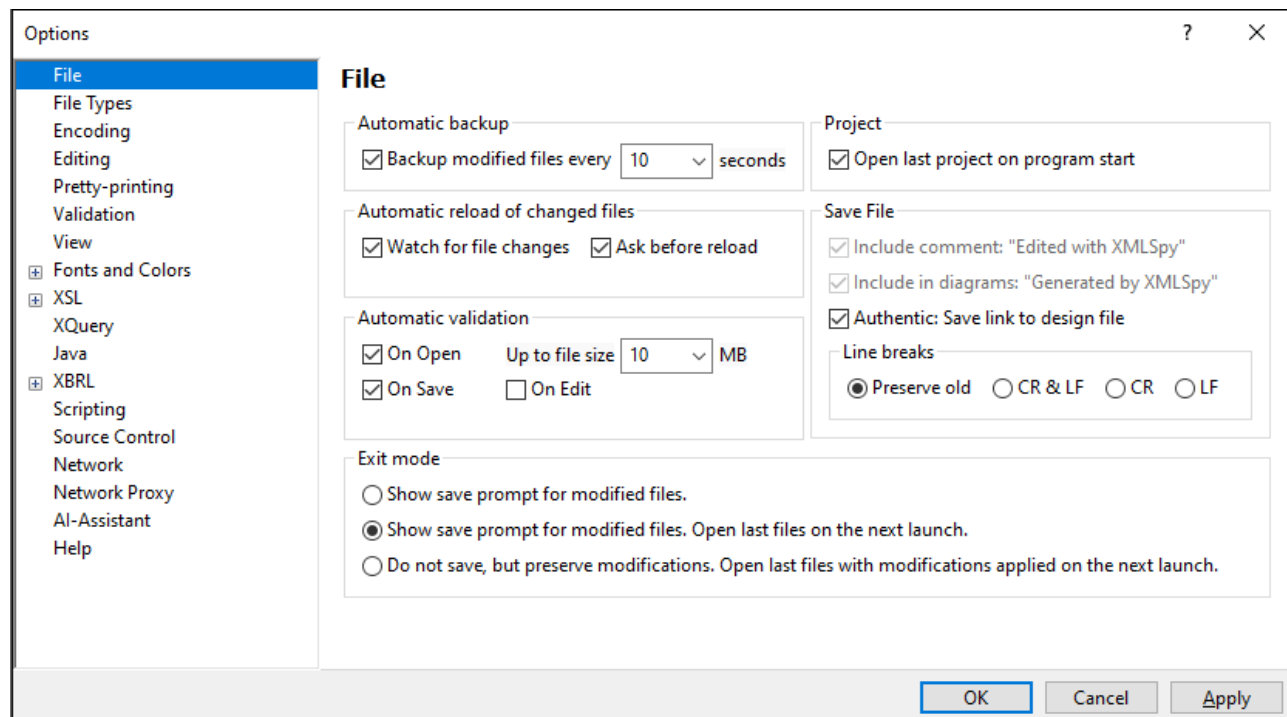 Options
?
File
File Types
Encoding
Editing
Pretty-printing
Validation
View
Fonts and Colors
XSL
XQuery
Java
XBRL
Scripting
Source Control
Network
Network Proxy
AI-Assistant
Help
File
Automatic backup
Backup modified files every 10 seconds
Project
Open last project on program start
Automatic reload of changed files
Watch for file changes Ask before reload
Save File
Include comment: "Edited with XMLSpy"
Include in diagrams: "Generated by XMLSpy"
Authentic: Save link to design file
Line breaks
Preserve old CR & LF CR LF
Automatic validation
On Open Up to file size 10 MB
On Save On Edit
Exit mode
Show save prompt for modified files.
Show save prompt for modified files. Open last files on the next launch.
Do not save, but preserve modifications. Open last files with modifications applied on the next launch.
OK Cancel Apply